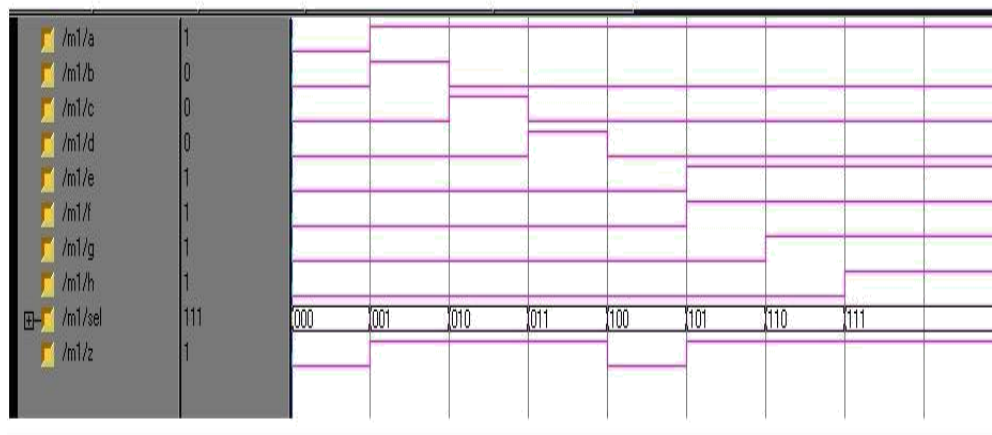 /m1/a 1
/m1/b 0
/m1/c 0
/m1/d 0
/m1/e 1
/m1/f 1
/m1/g 1
/m1/h 1
/m1/sel 111 000 001 010 011 100 101 110 111
/m1/z 1